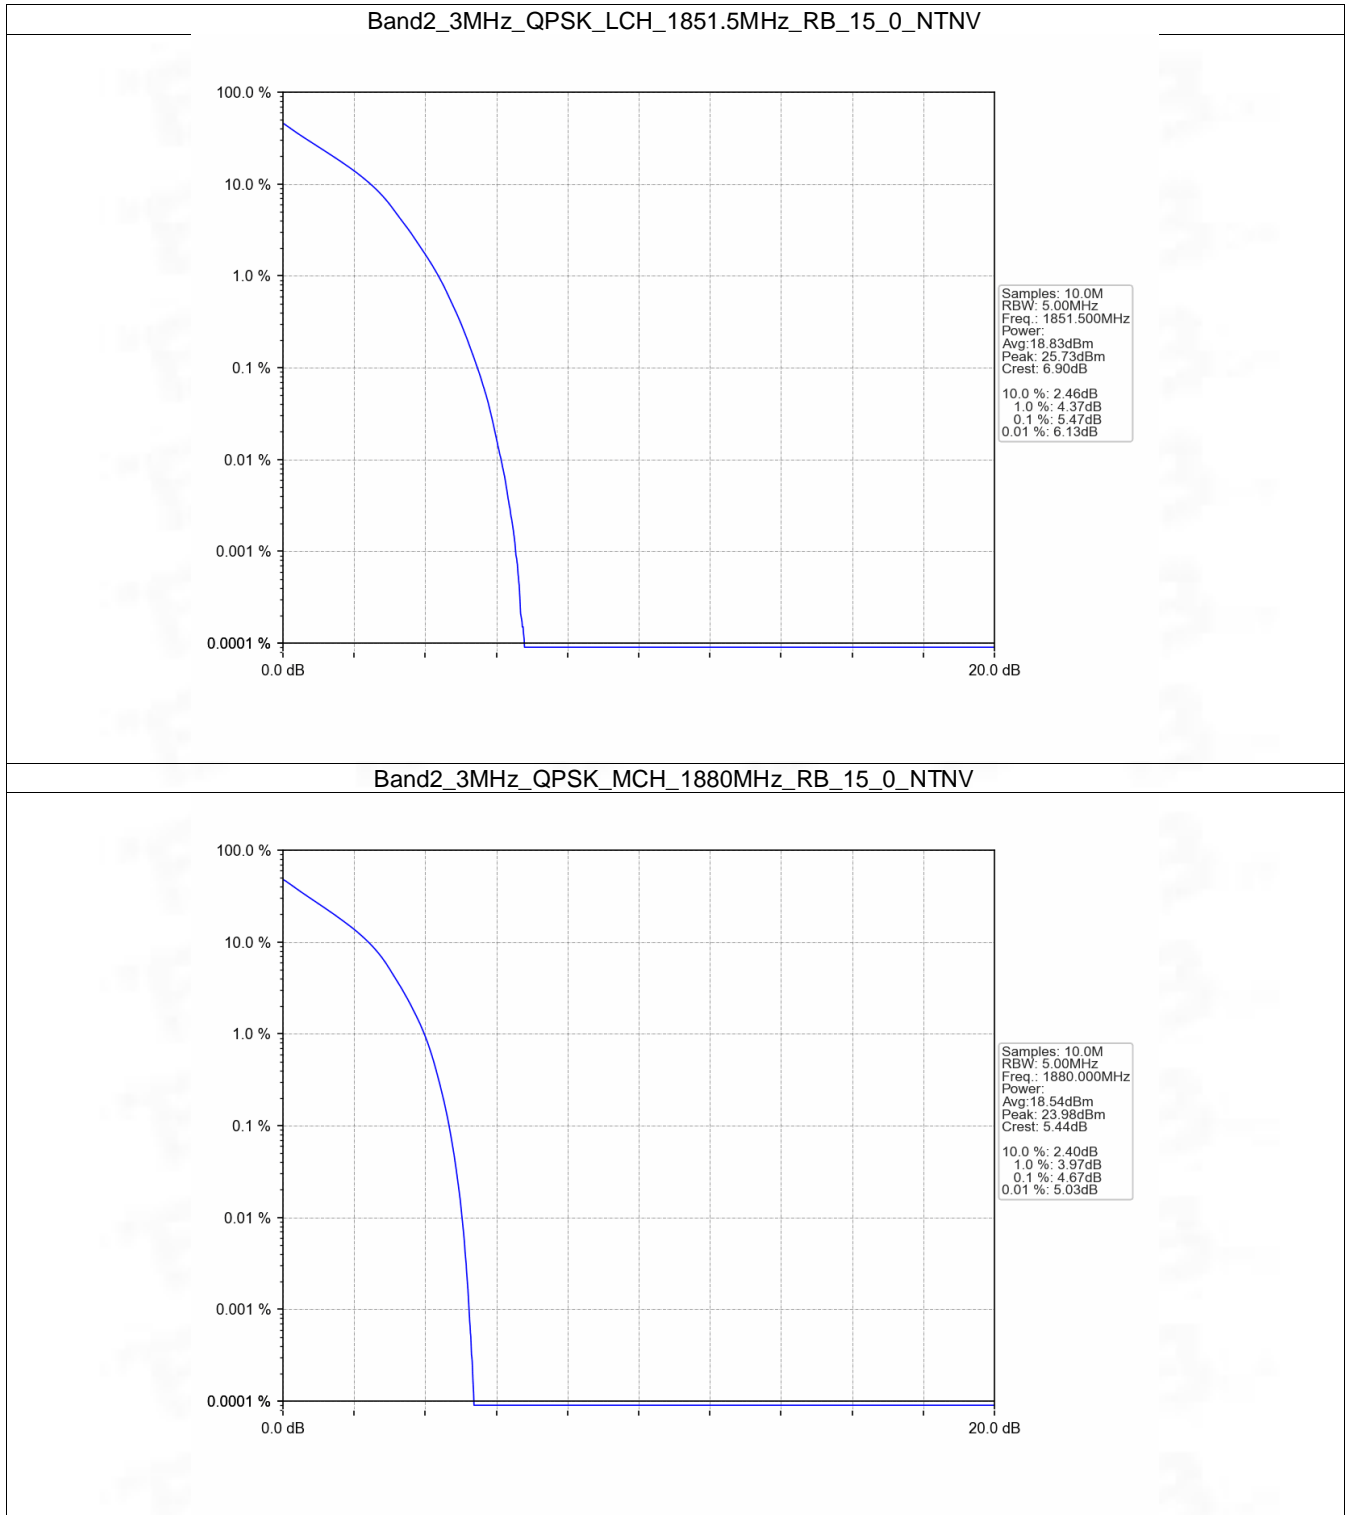 Band2_3MHz_QPSK_LCH_1851.5MHz_RB_15_0_NTNV
100.0 %
10.0 %
1.0 %
0.1 %
0.01 %
0.001 %
0.0001 %
0.0 dB
20.0 dB
Samples: 10.0M
RBW: 5.00MHz
Freq.: 1851.500MHz
Power:
Avg:18.83dBm
Peak: 25.73dBm
Crest: 6.90dB
10.0 %: 2.46dB
1.0 %: 4.37dB
0.1 %: 5.47dB
0.01 %: 6.13dB
Band2_3MHz_QPSK_MCH_1880MHz_RB_15_0_NTNV
100.0 %
10.0 %
1.0 %
0.1 %
0.01 %
0.001 %
0.0001 %
0.0 dB
20.0 dB
Samples: 10.0M
RBW: 5.00MHz
Freq.: 1880.000MHz
Power:
Avg:18.54dBm
Peak: 23.98dBm
Crest: 5.44dB
10.0 %: 2.40dB
1.0 %: 3.97dB
0.1 %: 4.67dB
0.01 %: 5.03dB